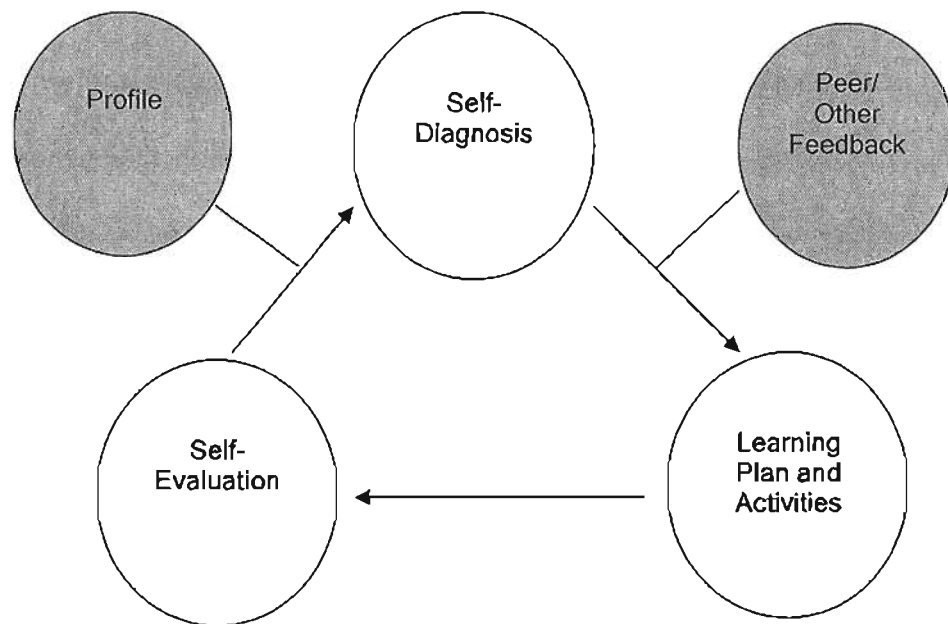 Profile
Self-
Diagnosis
Peer/
Other
Feedback
Self-
Evaluation
Learning
Plan and
Activities